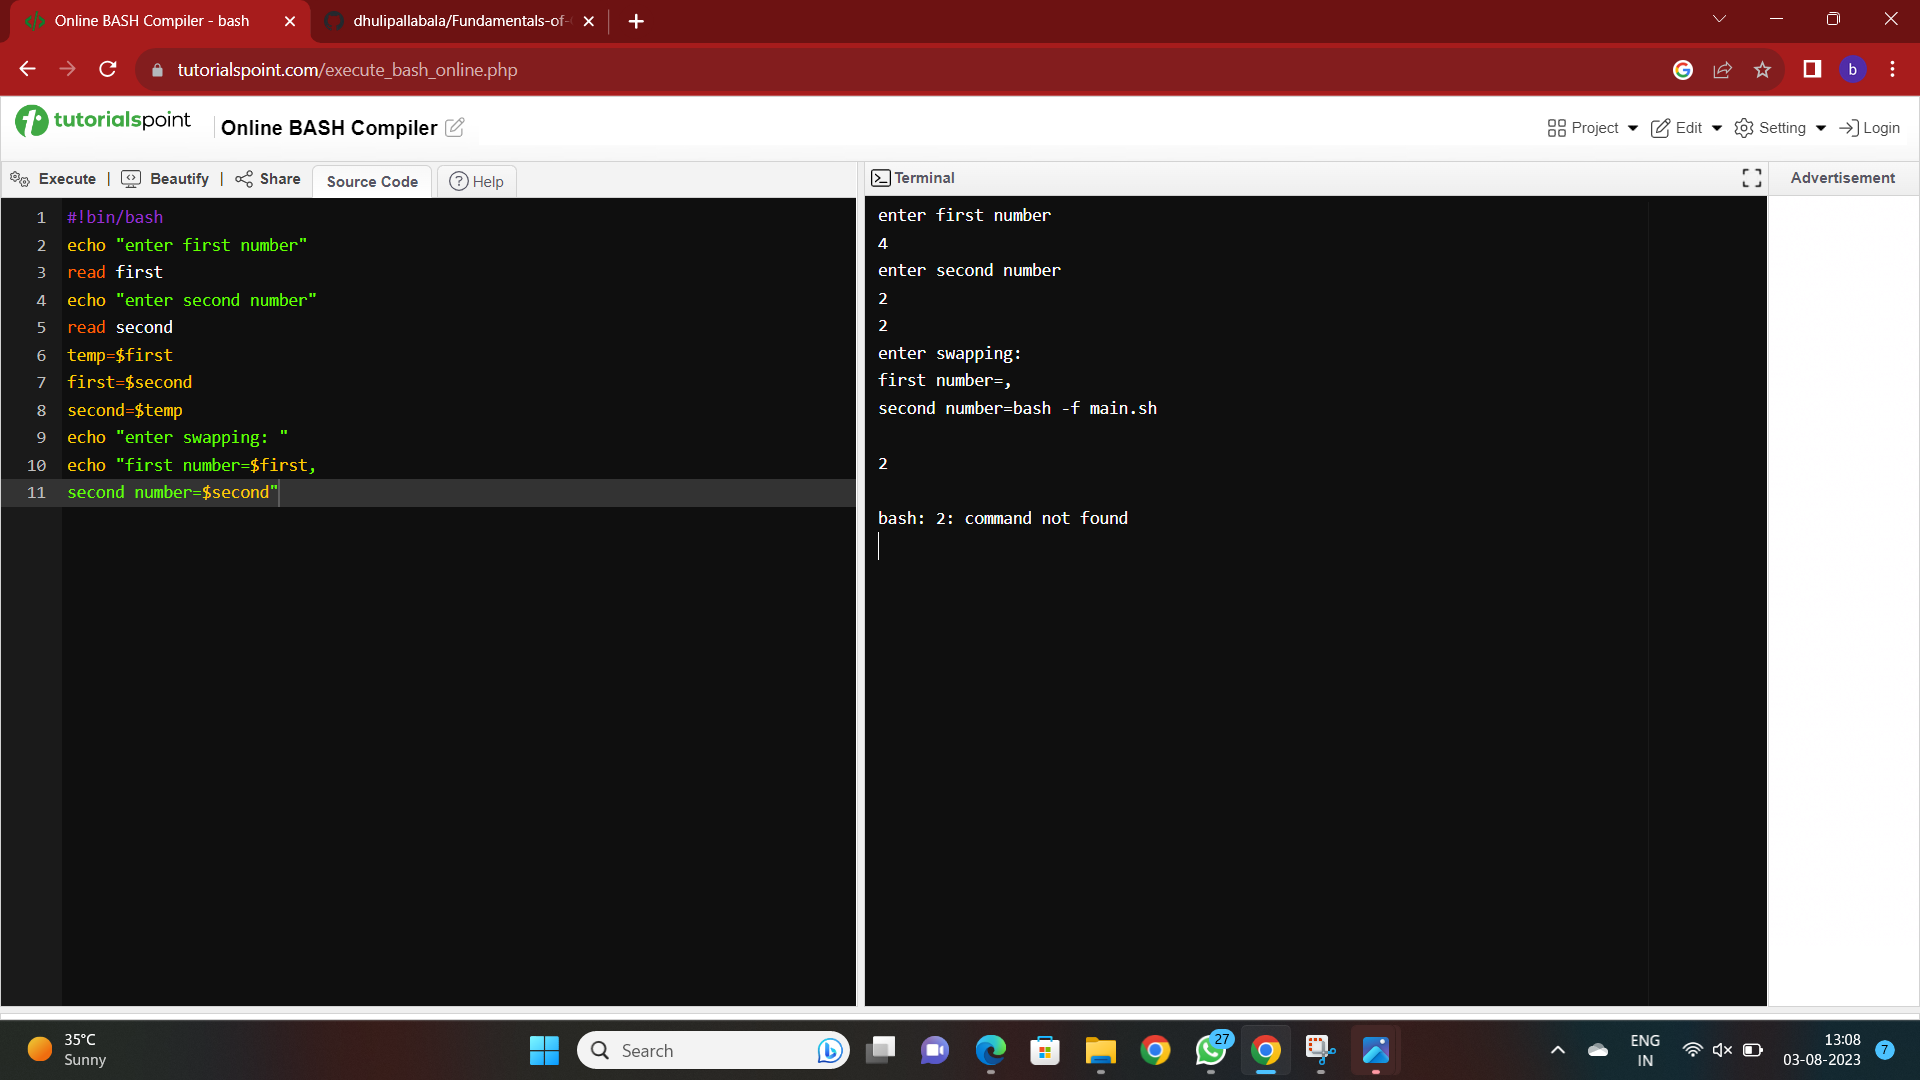 Online BASH Compiler - bash
dhulipallabala/Fundamentals-of-
tutorialspoint.com/execute_bash_online.php
b
tutorialspoint
Online BASH Compiler
Project
Edit
Setting
Login
Execute | Beautify | Share
Source Code
Help
Terminal
Advertisement
1 #!bin/bash
2 echo "enter first number"
3 read first
4 echo "enter second number"
5 read second
6 temp=$first
7 first=$second
8 second=$temp
9 echo "enter swapping: "
10 echo "first number=$first,
11 second number=$second"
enter first number
4
enter second number
2
2
enter swapping:
first number=,
second number=bash -f main.sh
2
bash: 2: command not found
35°C
Sunny
Search
27
ENG
IN
13:08
03-08-2023
7